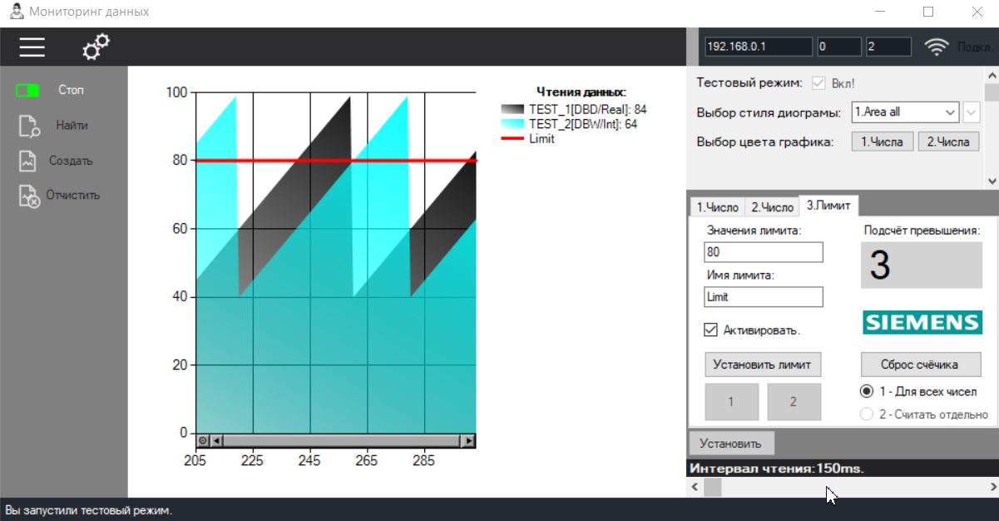 Мониторинг данных
192.168.0.1 0 2 Подкл.
Стоп
Найти
Создать
Отчистить
100
80
60
40
20
0
205 225 245 265 285
Чтения данных:
TEST_1[DBD/Real]: 84
TEST_2[DBW/Int]: 64
Limit
Тестовый режим: Вкл!
Выбор стиля диограмы: 1.Area all
Выбор цвета графика: 1.Числа 2.Числа
1.Число 2.Число 3.Лимит
Значения лимита: Подсчёт превышения:
80
3
Имя лимита:
Limit
SIEMENS
Активировать.
Установить лимит Сброс счёчика
1 2
1 - Для всех чисел
2 - Считать отдельно
Установить
Интервал чтения:150ms.
Вы запустили тестовый режим.